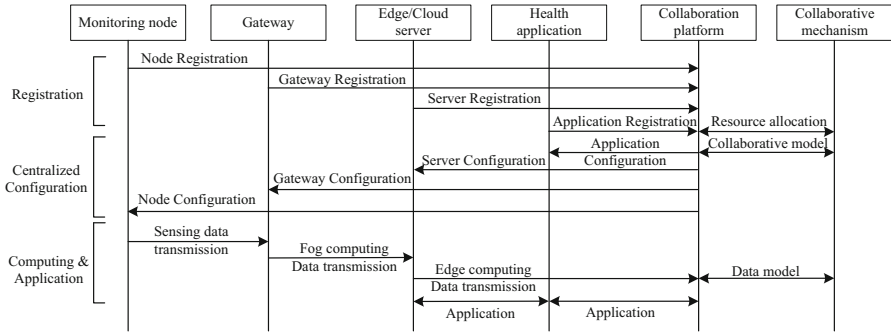 Monitoring node
Gateway
Edge/Cloud
server
Health
application
Collaboration
platform
Collaborative
mechanism
Registration
Node Registration
Gateway Registration
Server Registration
Application Registration
Resource allocation
Centralized
Configuration
Application
Configuration
Collaborative model
Server Configuration
Gateway Configuration
Node Configuration
Computing &
Application
Sensing data
transmission
Fog computing
Data transmission
Edge computing
Data transmission
Data model
Application
Application